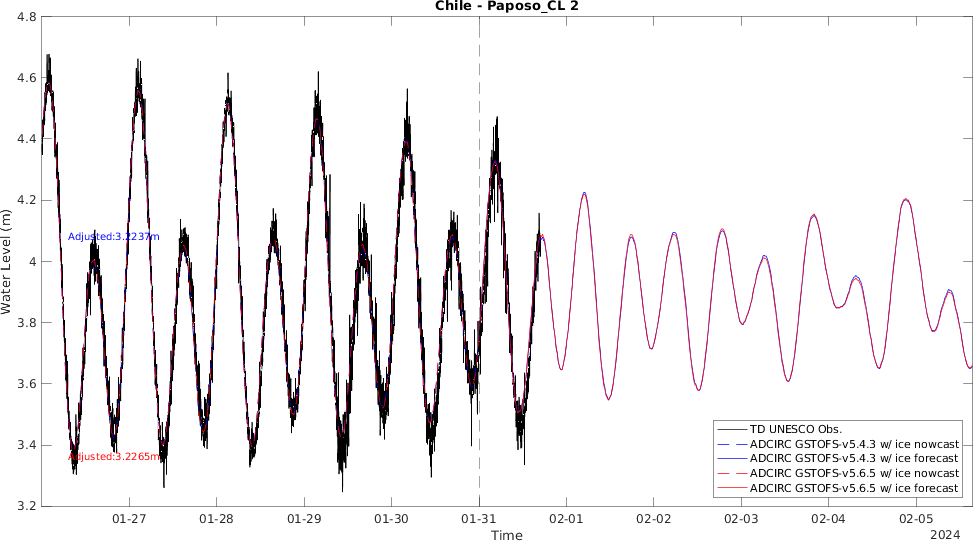 Chile - Paposo_CL 2
4.8
4.6
4.4
4.2
4
3.8
3.6
3.4
3.2
Water Level (m)
Adjusted:3.2237m
Adjusted:3.2265m
TD UNESCO Obs.
ADCIRC GSTOFS-v5.4.3 w/ ice nowcast
ADCIRC GSTOFS-v5.4.3 w/ ice forecast
ADCIRC GSTOFS-v5.6.5 w/ ice nowcast
ADCIRC GSTOFS-v5.6.5 w/ ice forecast
01-27 01-28 01-29 01-30 01-31 02-01 02-02 02-03 02-04 02-05
Time
2024